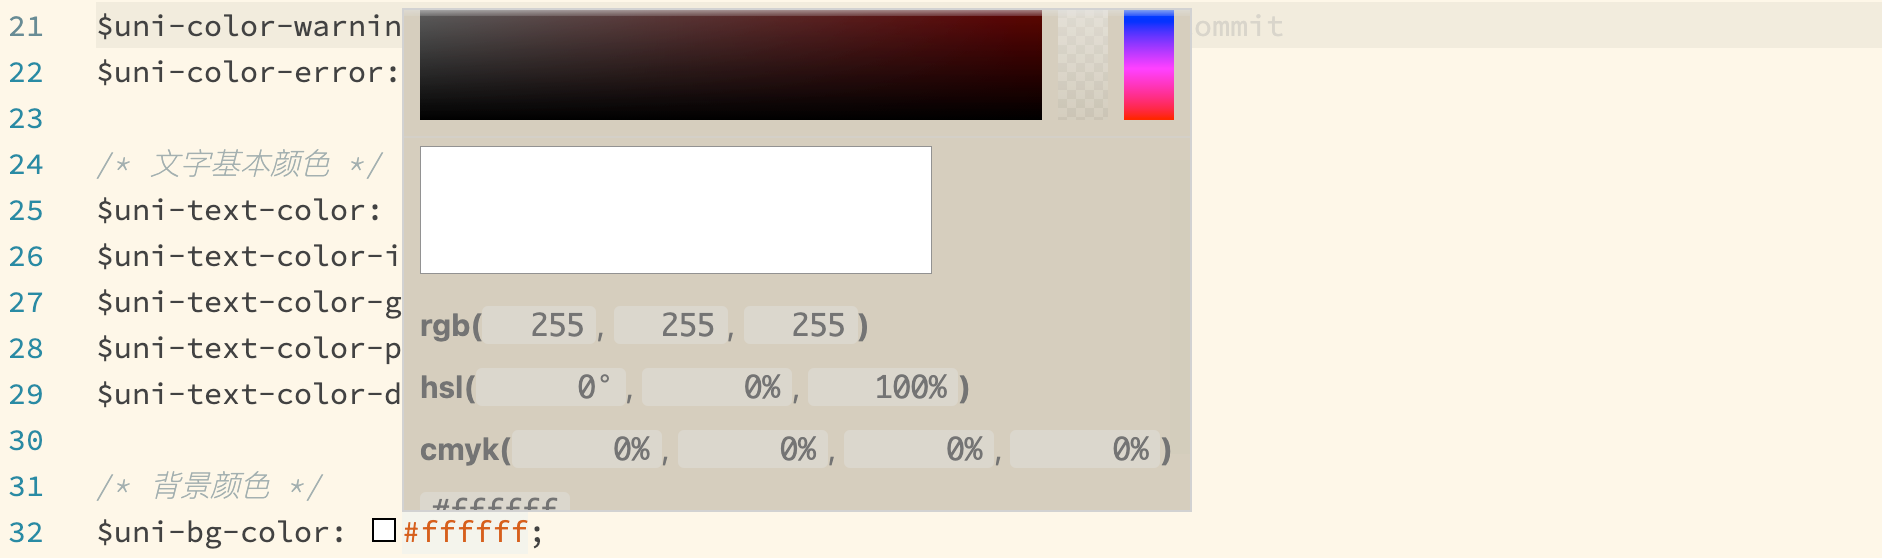 21 $uni-color-warnin ommit
22 $uni-color-error:
23
24 /* 文字基本颜色 */
25 $uni-text-color:
26 $uni-text-color-i
27 $uni-text-color-g
28 $uni-text-color-p
29 $uni-text-color-d
30
31 /* 背景颜色 */
32 $uni-bg-color: #ffffff;
rgb( 255, 255, 255 )
hsl( 0°, 0%, 100% )
cmyk( 0%, 0%, 0%, 0% )
#ffffff